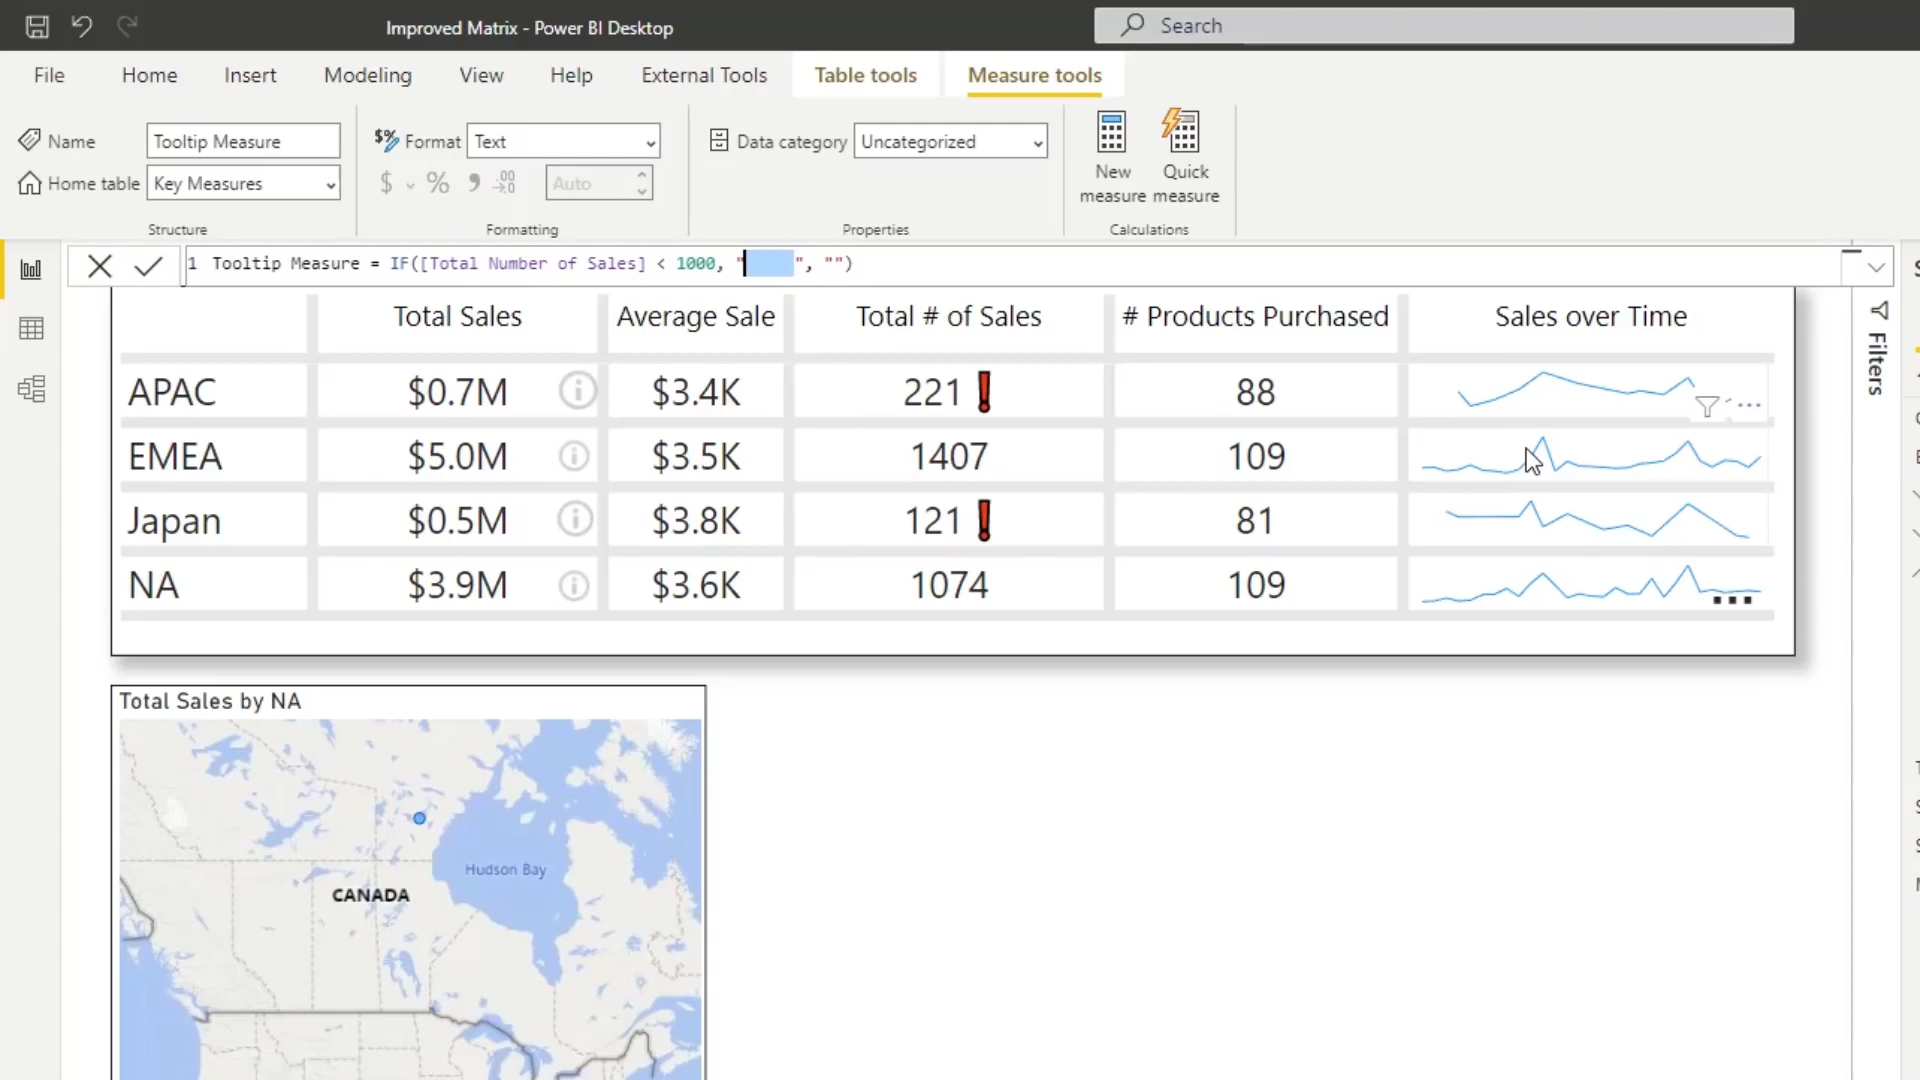 Improved Matrix - Power BI Desktop
Search
File Home Insert Modeling View Help External Tools Table tools Measure tools
Name Tooltip Measure
Format Text
Data category Uncategorized
New measure
Quick measure
Home table Key Measures
$ % Auto
Structure Formatting Properties Calculations
1 Tooltip Measure = IF([Total Number of Sales] < 1000, " ", "")
Total Sales Average Sale Total # of Sales # Products Purchased Sales over Time
APAC $0.7M $3.4K 221 88
EMEA $5.0M $3.5K 1407 109
Japan $0.5M $3.8K 121 81
NA $3.9M $3.6K 1074 109
Filters
Total Sales by NA
Hudson Bay
CANADA